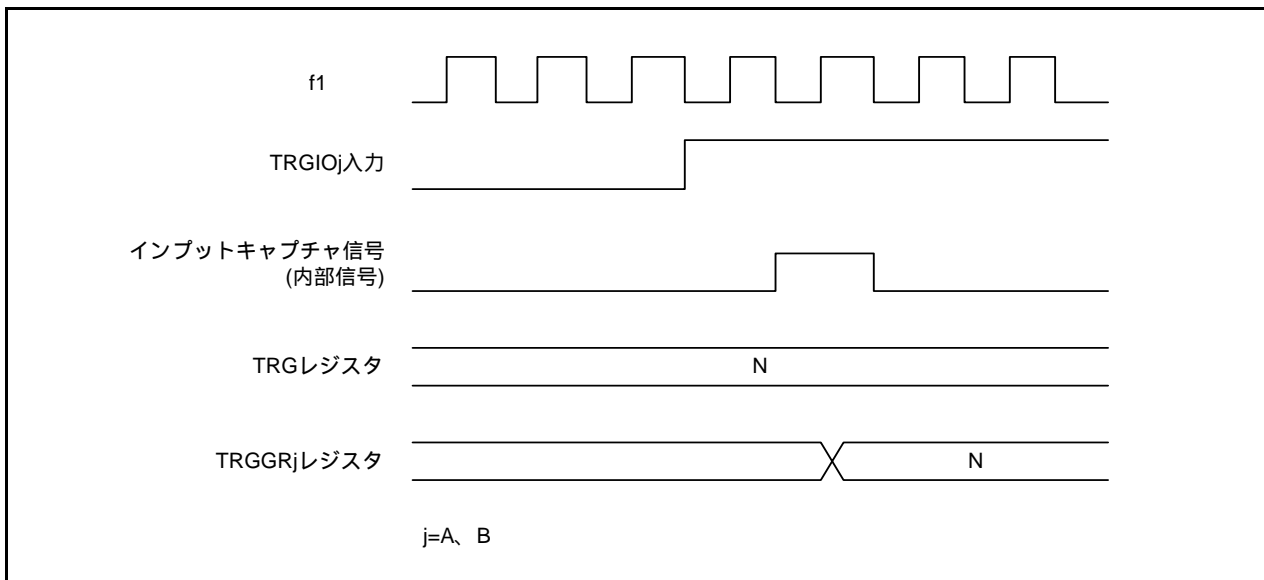 f1
TRGIOj入力
インプットキャプチャ信号
(内部信号)
TRGレジスタ
N
TRGGRjレジスタ
N
j=A、B